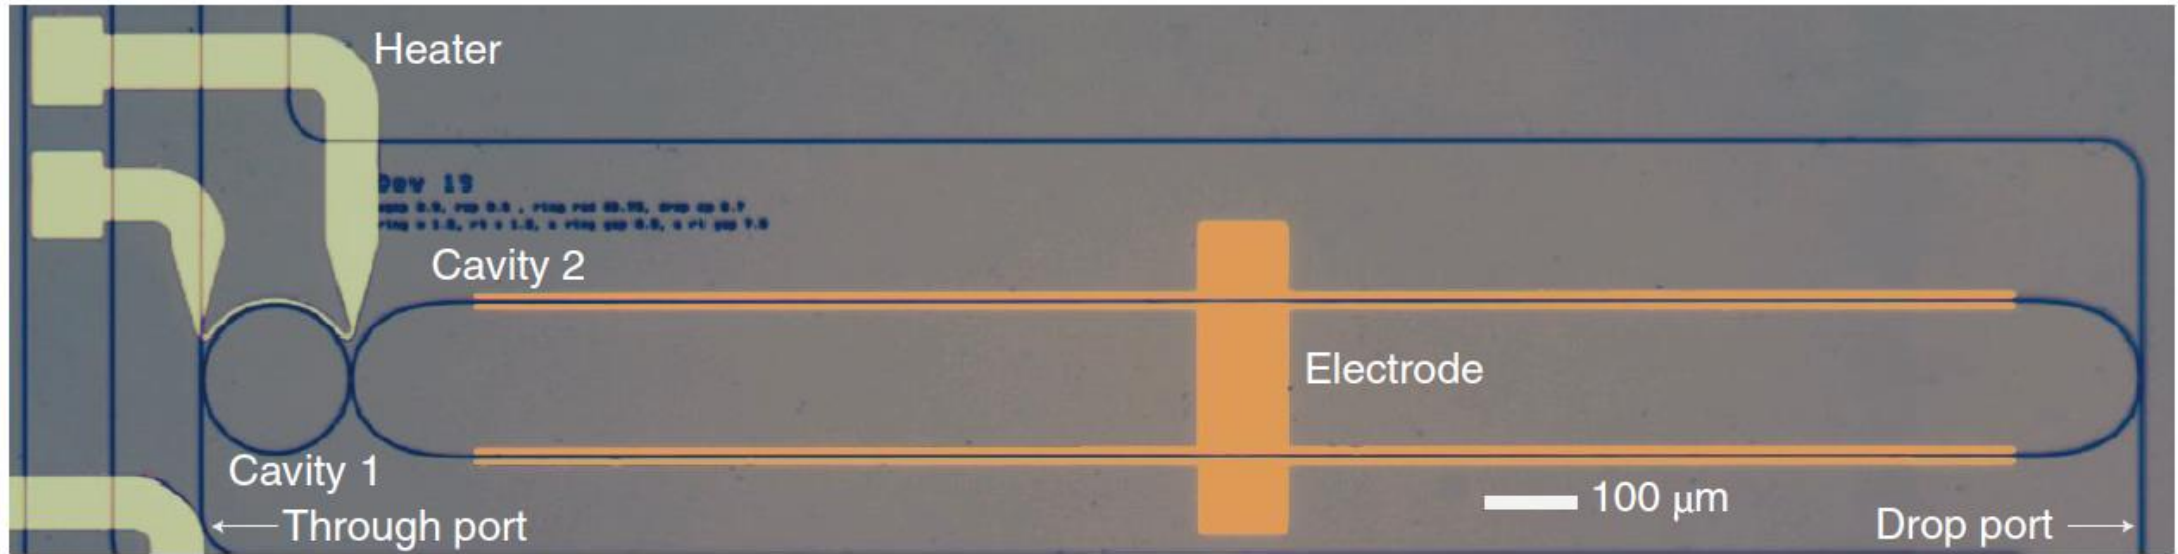 Heater
Dev 19
Cavity 2
Electrode
Cavity 1
100 μm
Through port
Drop port